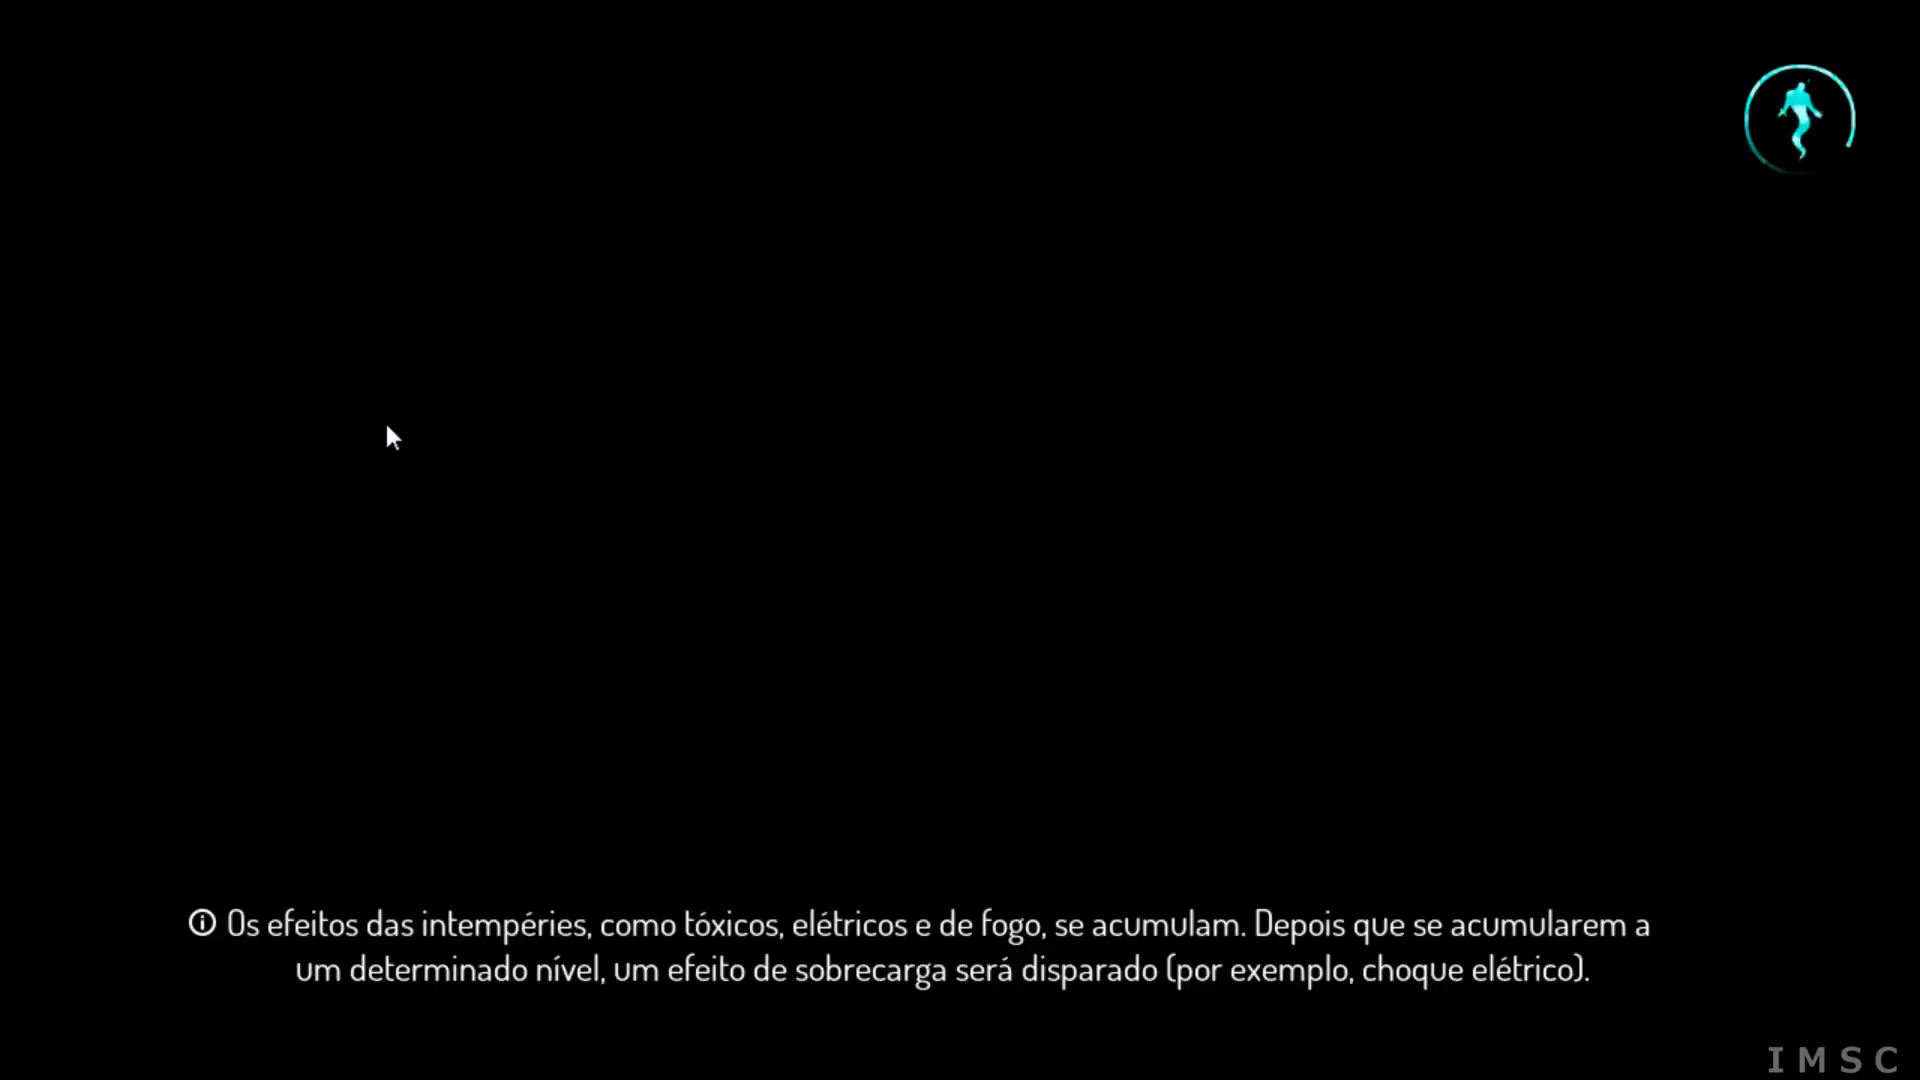 Os efeitos das intempéries, como tóxicos, elétricos e de fogo, se acumulam. Depois que se acumularem a
um determinado nível, um efeito de sobrecarga será disparado (por exemplo, choque elétrico).
IMSC